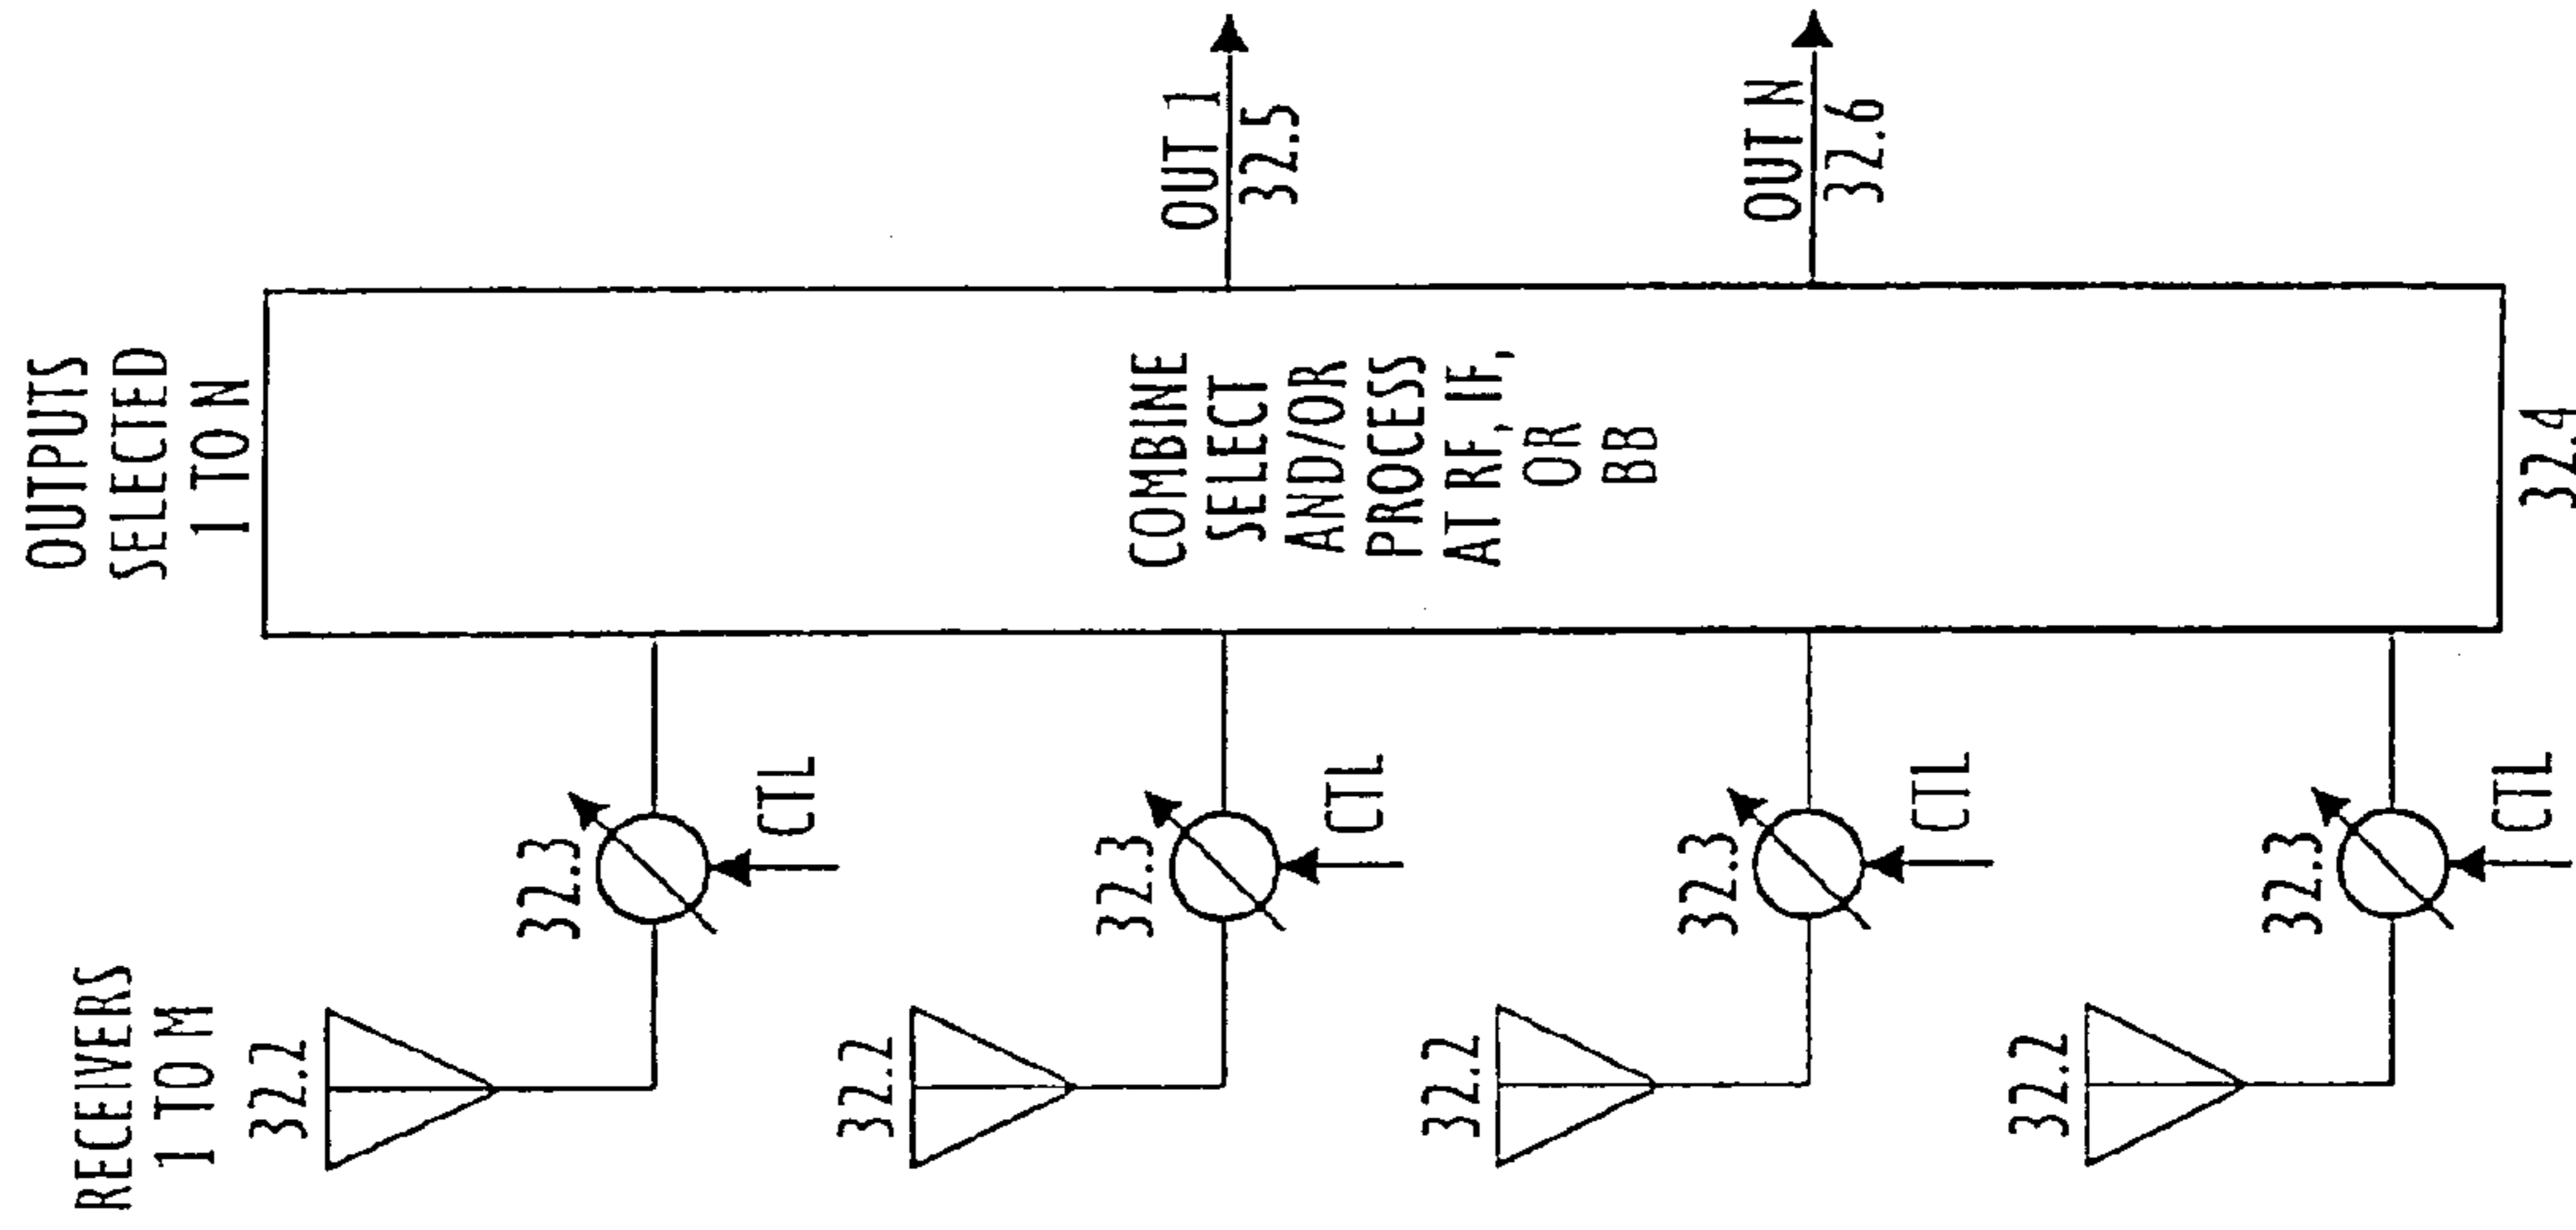 RECEIVERS
1 TO M
32.2
32.3
CTL
32.2
32.3
CTL
32.2
32.3
CTL
32.2
32.3
CTL
OUTPUTS
SELECTED
1 TO N
COMBINE
SELECT
AND/OR
PROCESS
AT RF, IF,
OR
BB
32.4
OUT 1
32.5
OUT N
32.6